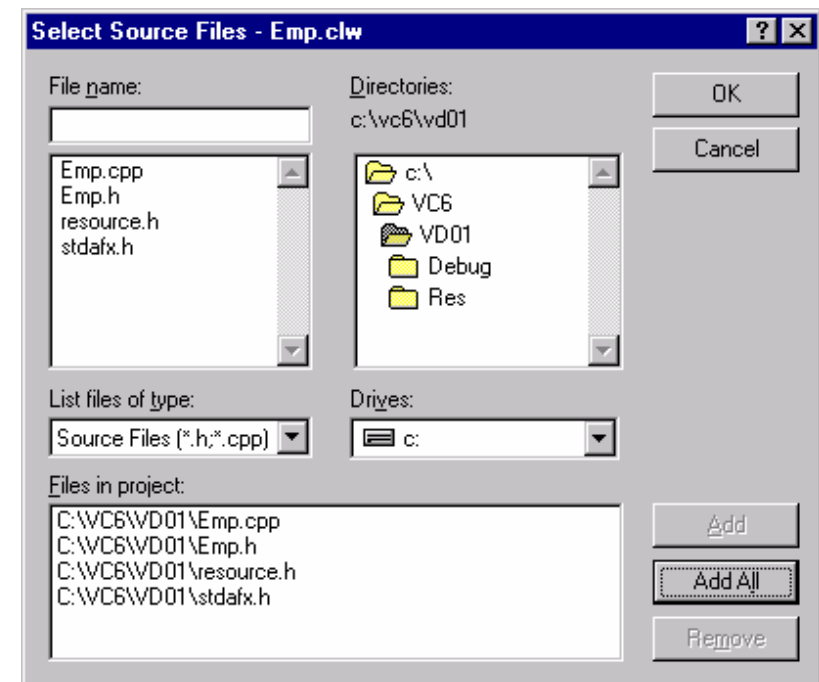 Select Source Files - Emp.clw
File name:
Emp.cpp
Emp.h
resource.h
stdafx.h
Directories:
c:\vc6\vd01
c:\
VC6
VD01
Debug
Res
OK
Cancel
List files of type:
Source Files (*.h;*.cpp)
Drives:
c:
Files in project:
C:\VC6\VD01\Emp.cpp
C:\VC6\VD01\Emp.h
C:\VC6\VD01\resource.h
C:\VC6\VD01\stdafx.h
Add
Add All
Remove